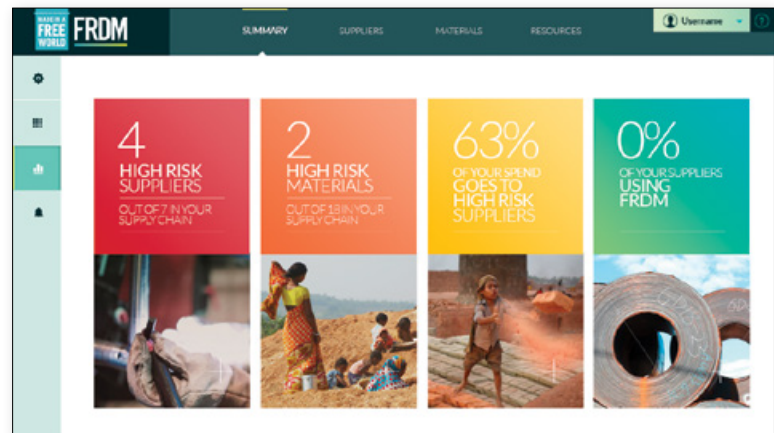 MADE IN A
FREE
WORLD
FRDM
SUMMARY
SUPPLIERS
MATERIALS
RESOURCES
Username
?
4
HIGH RISK
SUPPLIERS
OUT OF 7 IN YOUR
SUPPLY CHAIN
2
HIGH RISK
MATERIALS
OUT OF 18 IN YOUR
SUPPLY CHAIN
63%
OF YOUR SPEND
GOES TO
HIGH RISK
SUPPLIERS
0%
OF YOUR SUPPLIERS
USING
FRDM